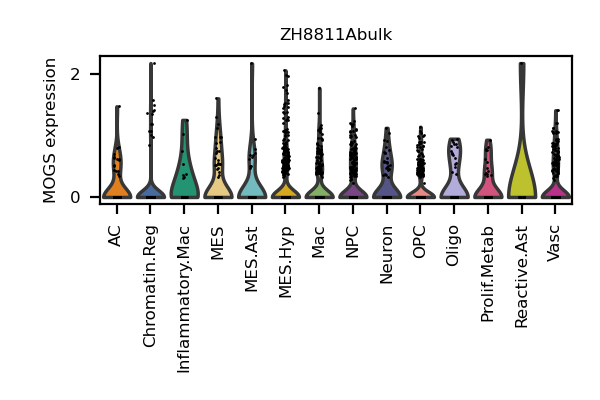 ZH8811Abulk
MOGS expression
2
0
AC
Chromatin.Reg
Inflammatory.Mac
MES
MES.Ast
MES.Hyp
Mac
NPC
Neuron
OPC
Oligo
Prolif.Metab
Reactive.Ast
Vasc